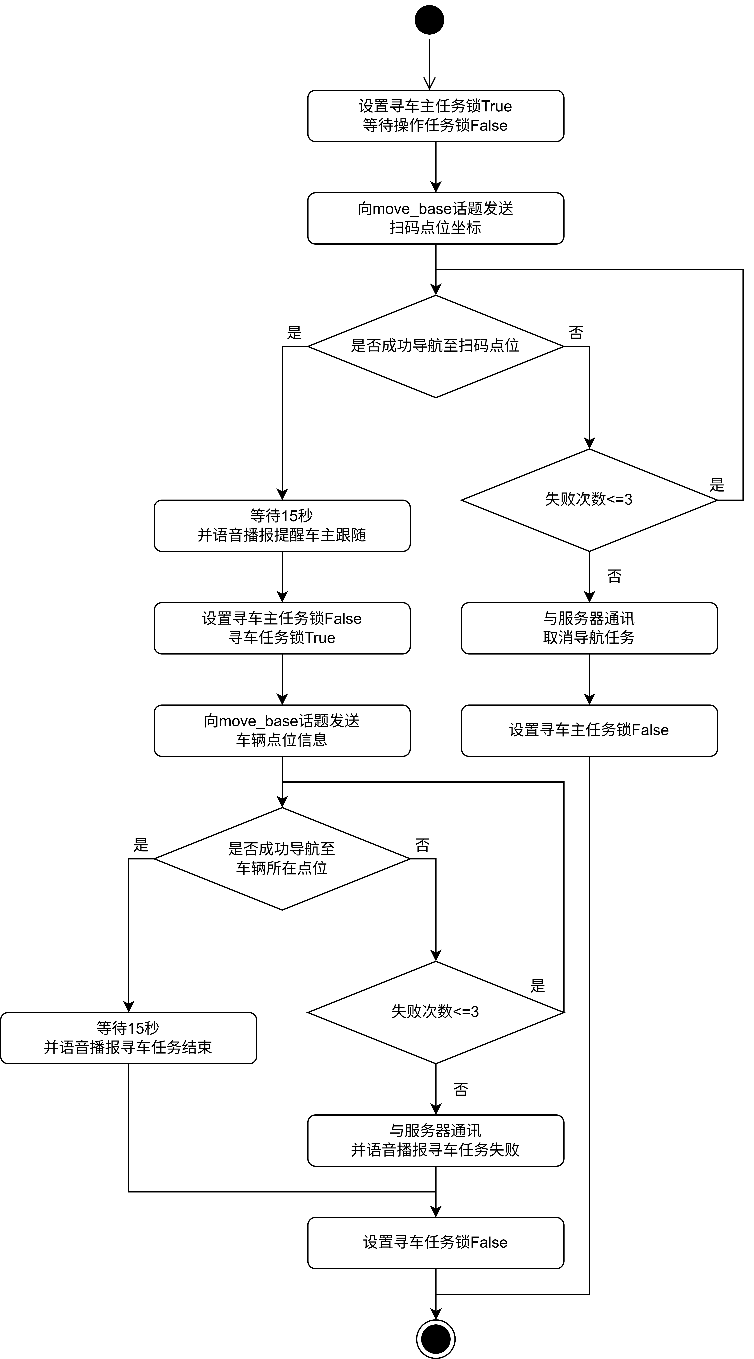 设置寻车主任务锁True
等待操作任务锁False
向move_base话题发送
扫码点位坐标
是
是否成功导航至扫码点位
否
失败次数<=3
是
等待15秒
并语音播报提醒车主跟随
否
设置寻车主任务锁False
寻车任务锁True
与服务器通讯
取消导航任务
向move_base话题发送
车辆点位信息
设置寻车主任务锁False
是
是否成功导航至
车辆所在点位
否
失败次数<=3
是
等待15秒
并语音播报寻车任务结束
否
与服务器通讯
并语音播报寻车任务失败
设置寻车任务锁False